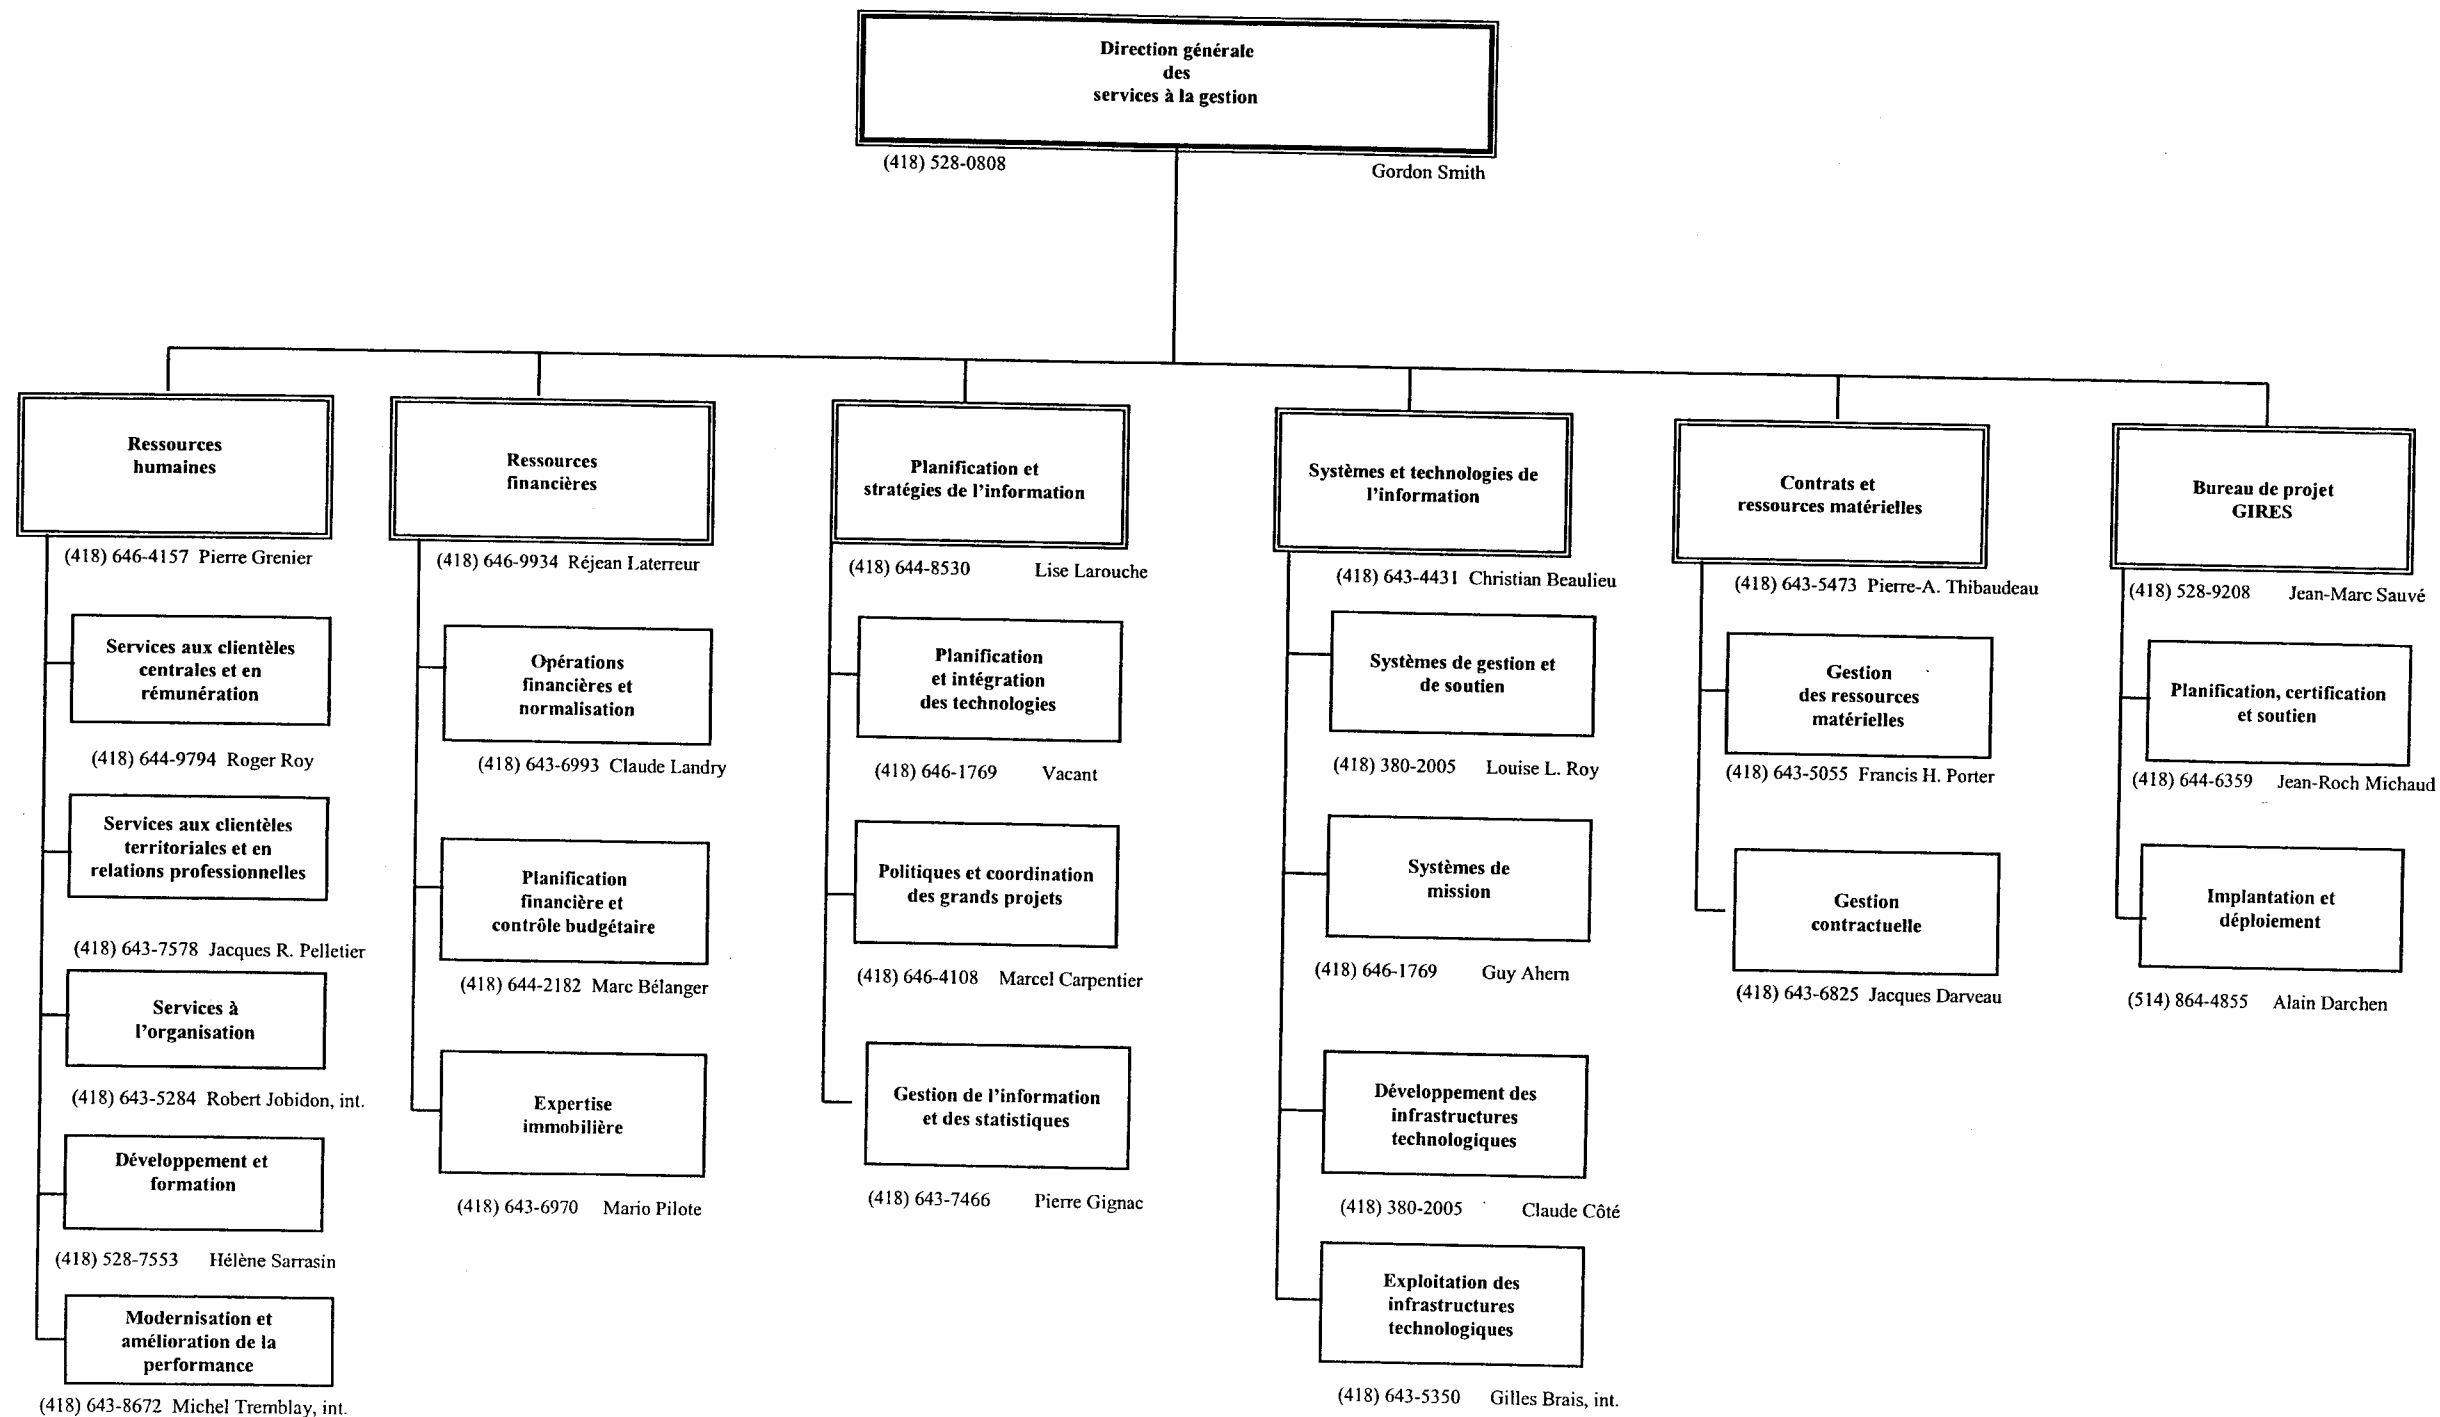 Direction générale
des
services à la gestion
(418) 528-0808 Gordon Smith
Ressources
humaines
(418) 646-4157 Pierre Grenier
Services aux clientèles
centrales et en
rémunération
(418) 644-9794 Roger Roy
Services aux clientèles
territoriales et en
relations professionnelles
(418) 643-7578 Jacques R. Pelletier
Services à
l'organisation
(418) 643-5284 Robert Jobidon, int.
Développement et
formation
(418) 528-7553 Hélène Sarrasin
Modernisation et
amélioration de la
performance
(418) 643-8672 Michel Tremblay, int.
Ressources
financières
(418) 646-9934 Réjean Laterreur
Opérations
financières et
normalisation
(418) 643-6993 Claude Landry
Planification
financière et
contrôle budgétaire
(418) 644-2182 Marc Bélanger
Expertise
immobilière
(418) 643-6970 Mario Pilote
Planification et
stratégies de l'information
(418) 644-8530 Lise Larouche
Planification
et intégration
des technologies
(418) 646-1769 Vacant
Politiques et coordination
des grands projets
(418) 646-4108 Marcel Carpentier
Gestion de l'information
et des statistiques
(418) 643-7466 Pierre Gignac
Systèmes et technologies de
l'information
(418) 643-4431 Christian Beaulieu
Systèmes de gestion et
de soutien
(418) 380-2005 Louise L. Roy
Systèmes de
mission
(418) 646-1769 Guy Ahern
Développement des
infrastructures
technologiques
(418) 380-2005 Claude Côté
Exploitation des
infrastructures
technologiques
(418) 643-5350 Gilles Brais, int.
Contrats et
ressources matérielles
(418) 643-5473 Pierre-A. Thibaudeau
Gestion
des ressources
matérielles
(418) 643-5055 Francis H. Porter
Gestion
contractuelle
(418) 643-6825 Jacques Darveau
Bureau de projet
GIRES
(418) 528-9208 Jean-Marc Sauvé
Planification, certification
et soutien
(418) 644-6359 Jean-Roch Michaud
Implantation et
déploiement
(514) 864-4855 Alain Darchen